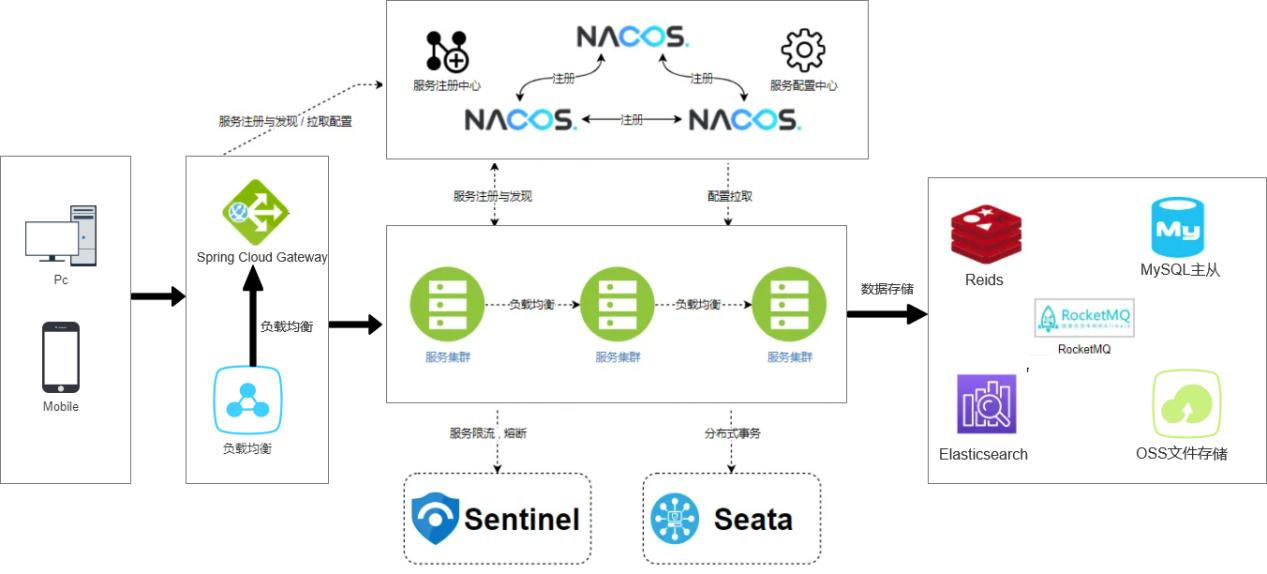 NACOS.
服务注册中心
注册
注册
服务配置中心
NACOS.
注册
NACOS.
服务注册与发现 / 拉取配置
服务注册与发现
配置拉取
Pc
Mobile
Spring Cloud Gateway
负载均衡
负载均衡
负载均衡
负载均衡
服务集群
服务集群
服务集群
数据存储
Reids
My
MySQL主从
RocketMQ
RocketMQ
Elasticsearch
OSS文件存储
服务限流 , 熔断
分布式事务
Sentinel
Seata